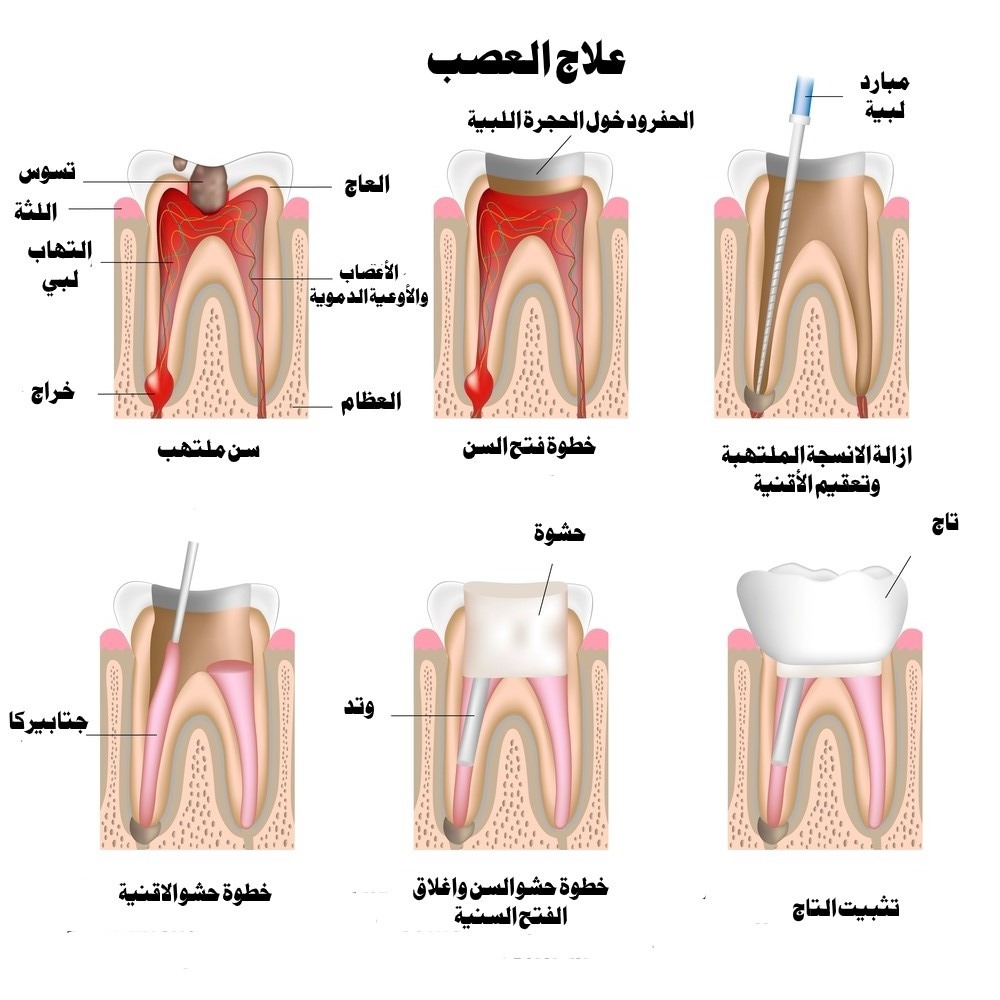 علاج العصب
الحفر ودخول الحجرة اللبية
مبارد
لبية
تسوس
العاج
اللثة
التهاب
لبي
الأعصاب
والأوعية الدموية
خراج
العظام
سن ملتهب
خطوة فتح السن
ازالة الانسجة الملتهبة
وتعقيم الأقنية
حشوة
تاج
جتابيركا
وتد
خطوة حشو الاقنية
خطوة حشو السن واغلاق
الفتح السنية
تثبيت التاج